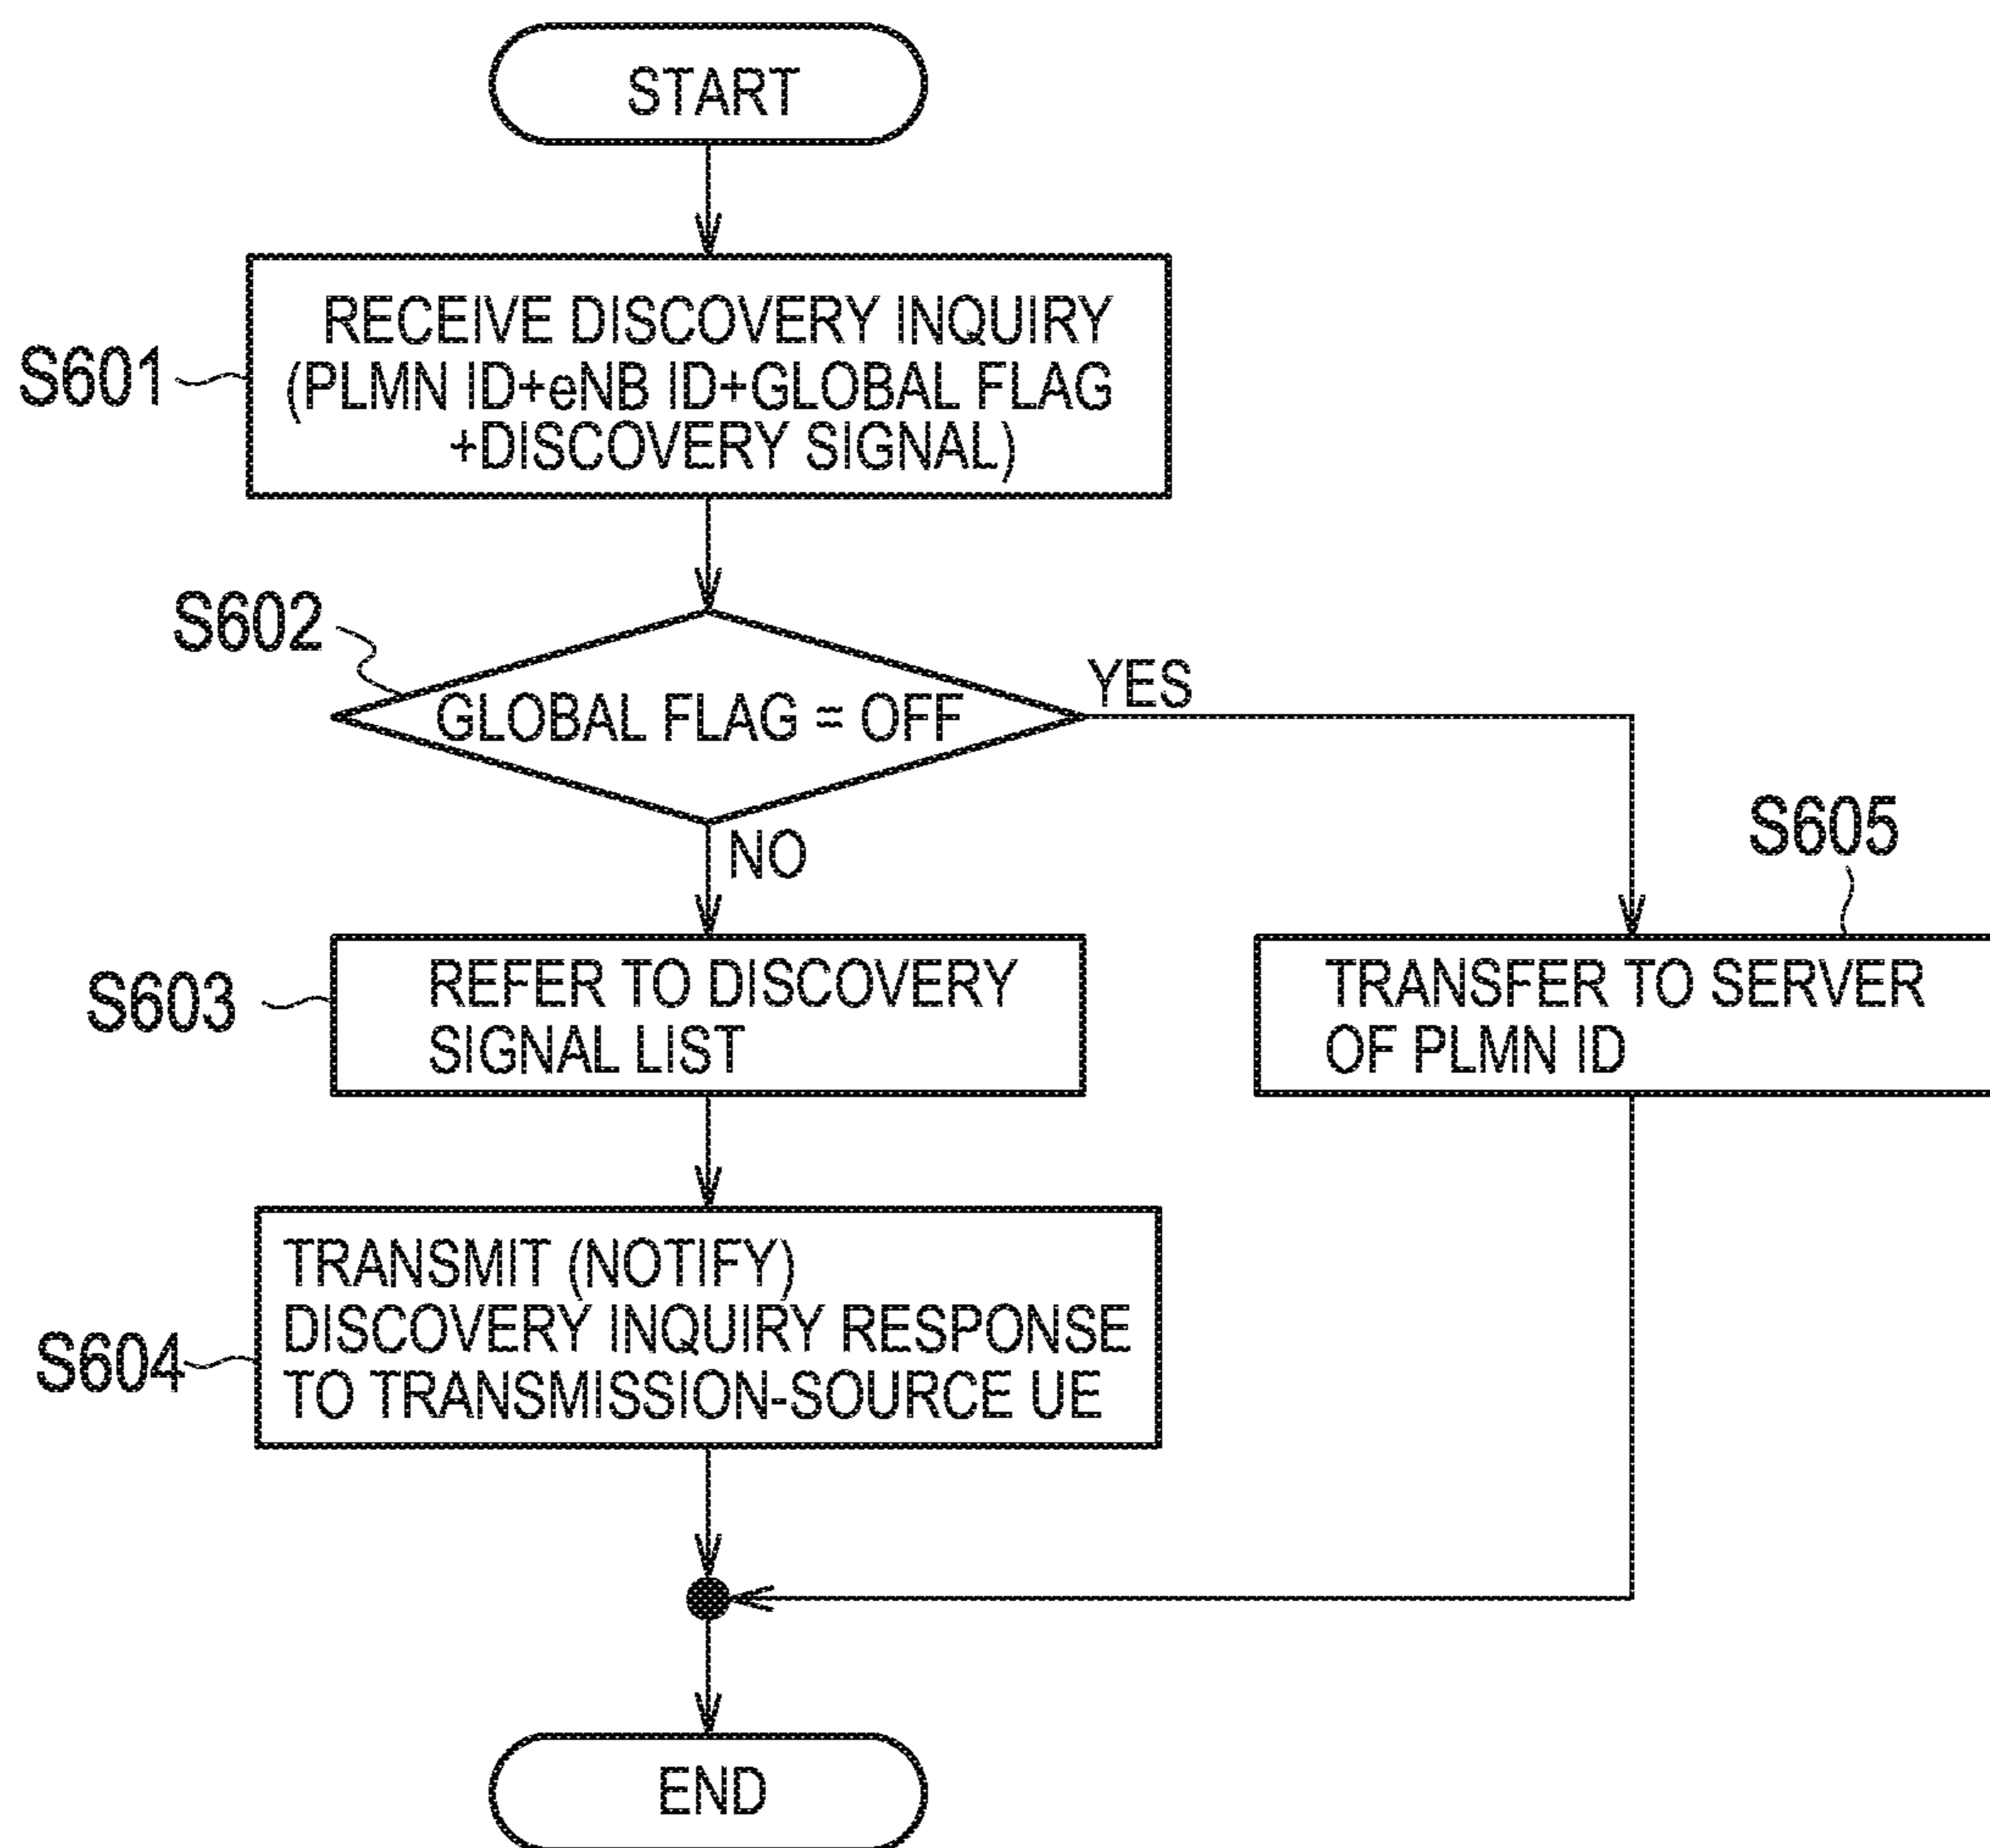 START
S601
RECEIVE DISCOVERY INQUIRY
(PLMN ID+eNB ID+GLOBAL FLAG
+DISCOVERY SIGNAL)
S602
GLOBAL FLAG = OFF
YES
NO
S603
REFER TO DISCOVERY
SIGNAL LIST
S605
TRANSFER TO SERVER
OF PLMN ID
S604
TRANSMIT (NOTIFY)
DISCOVERY INQUIRY RESPONSE
TO TRANSMISSION-SOURCE UE
END